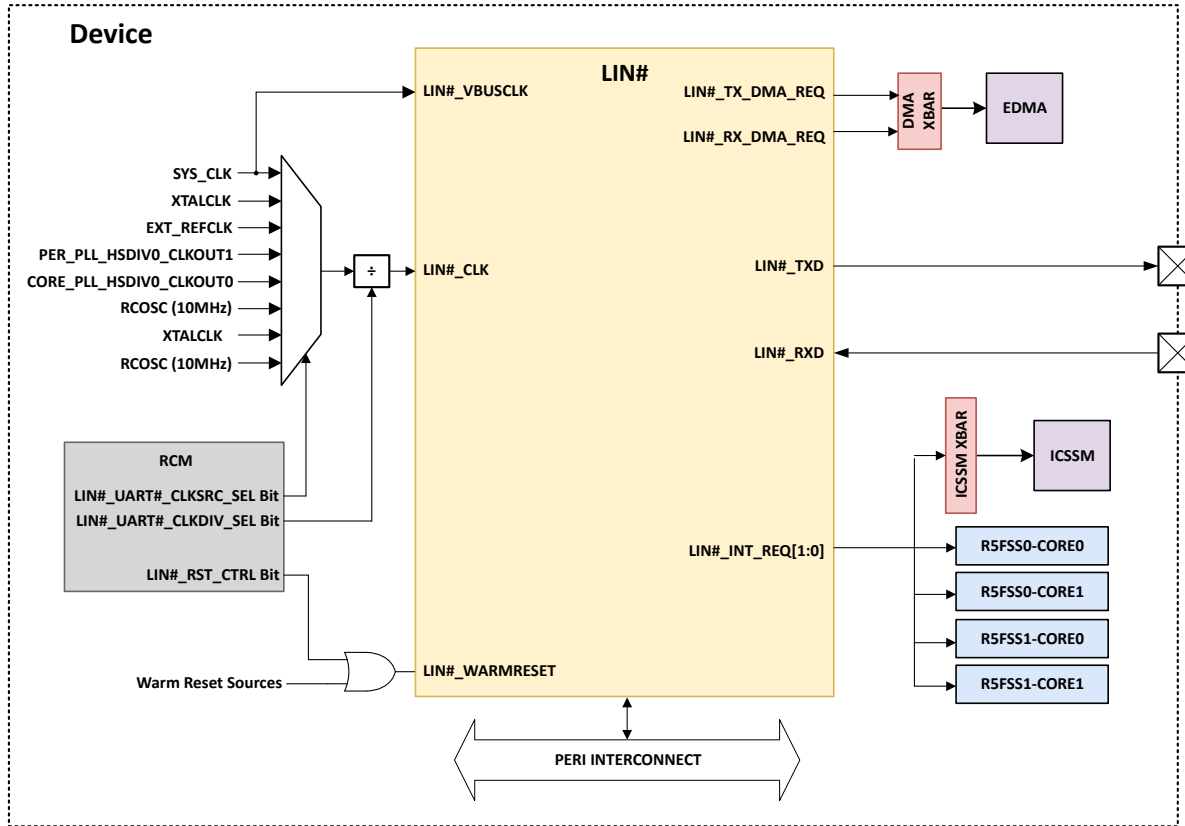 Device
LIN#
LIN#_VBUSCLK
LIN#_TX_DMA_REQ
LIN#_RX_DMA_REQ
DMA
XBAR
EDMA
SYS_CLK
XTALCLK
EXT_REFCLK
PER_PLL_HSDIV0_CLKOUT1
CORE_PLL_HSDIV0_CLKOUT0
RCOSC (10MHz)
XTALCLK
RCOSC (10MHz)
÷
LIN#_CLK
LIN#_TXD
LIN#_RXD
RCM
LIN#_UART#_CLKSRC_SEL Bit
LIN#_UART#_CLKDIV_SEL Bit
LIN#_RST_CTRL Bit
ICSSM XBAR
ICSSM
LIN#_INT_REQ[1:0]
R5FSS0-CORE0
R5FSS0-CORE1
R5FSS1-CORE0
R5FSS1-CORE1
Warm Reset Sources
LIN#_WARMRESET
PERI INTERCONNECT